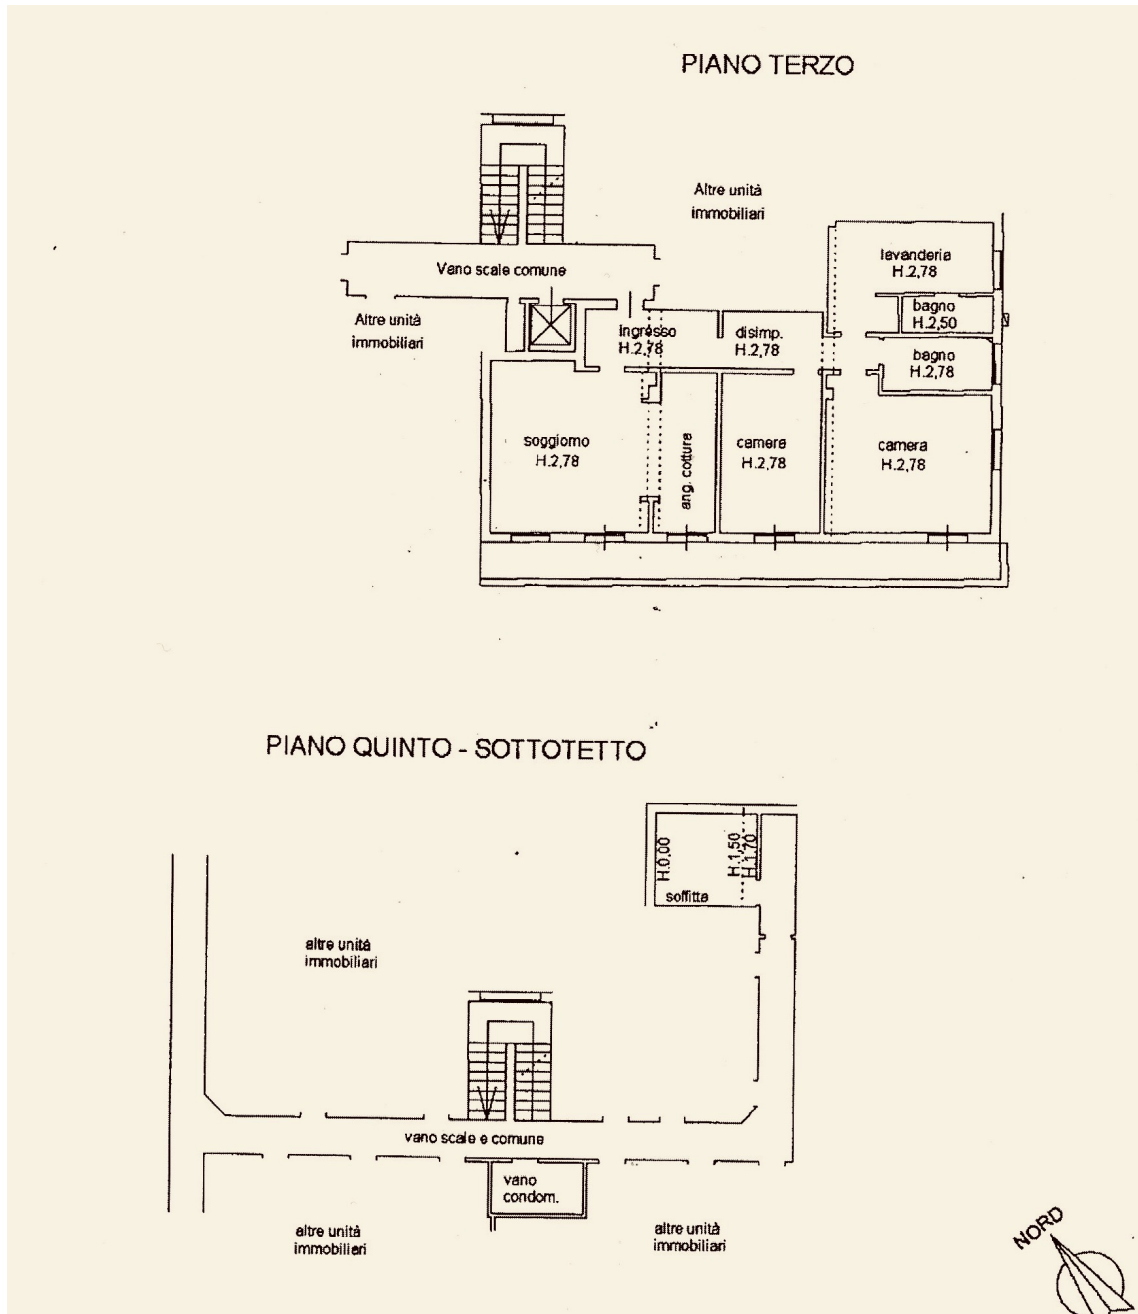 PIANO TERZO
Altre unità
immobiliari
Vano scale comune
Altre unità
immobiliari
Ingresso
H.2,78
disimp.
H.2,78
lavanderia
H.2,78
bagno
H.2,50
bagno
H.2,78
soggiorno
H.2,78
ang. cottura
camera
H.2,78
camera
H.2,78
PIANO QUINTO - SOTTOTETTO
H.0,00
H.1,50
H.1,70
soffitta
altre unità
immobiliari
vano scale e comune
vano
condom.
altre unità
immobiliari
altre unità
immobiliari
NORD